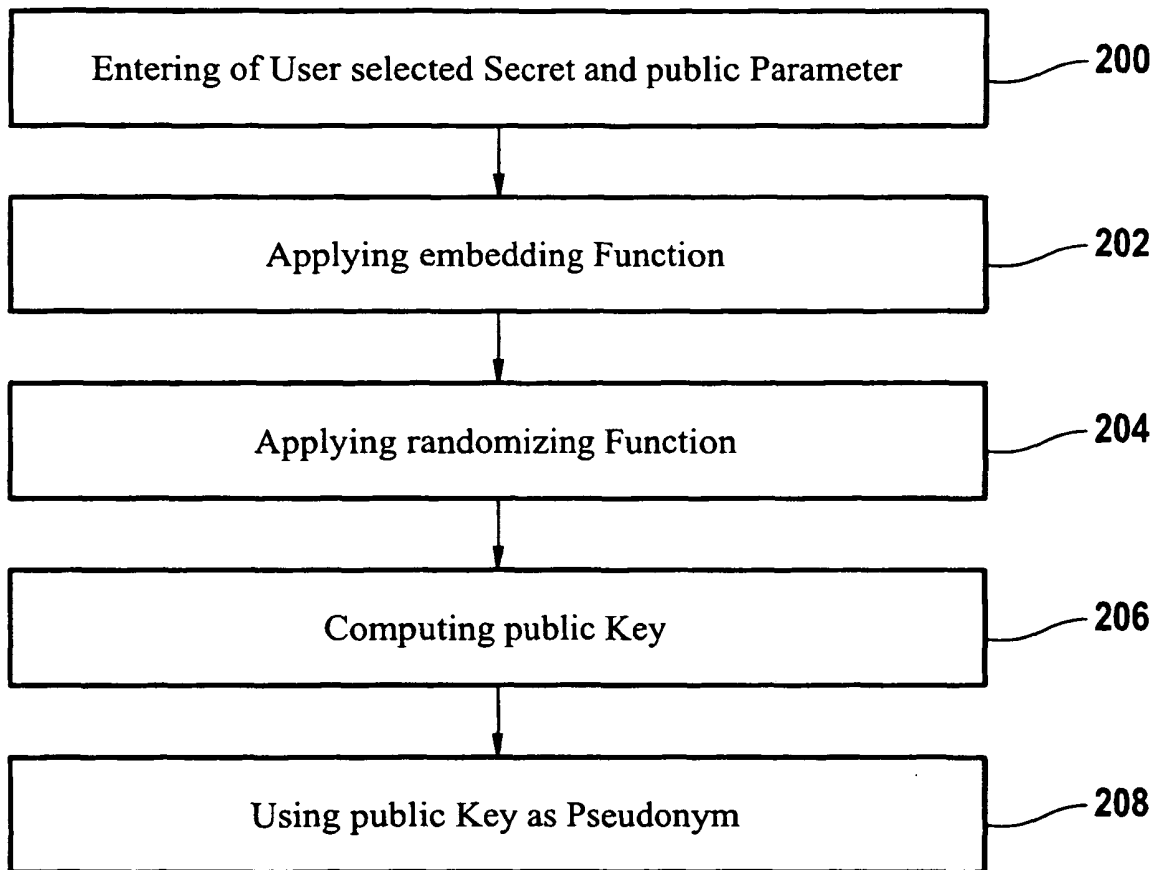 Entering of User selected Secret and public Parameter 200
Applying embedding Function 202
Applying randomizing Function 204
Computing public Key 206
Using public Key as Pseudonym 208